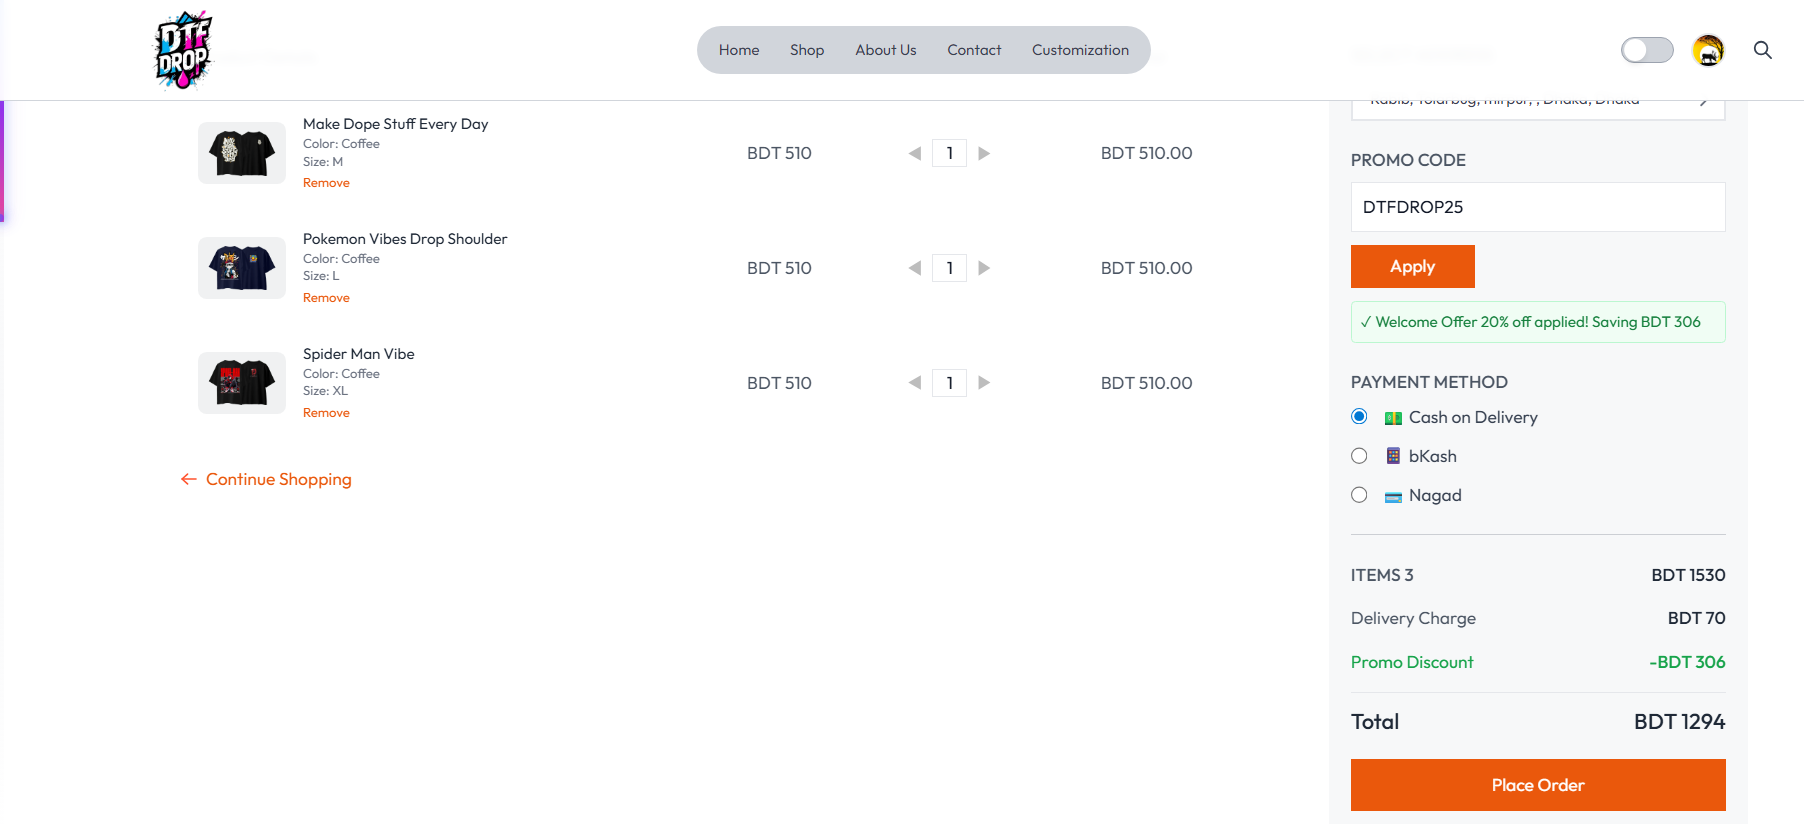 DTF
DROP
Home
Shop
About Us
Contact
Customization
Make Dope Stuff Every Day
Color: Coffee
Size: M
Remove
BDT 510
1
BDT 510.00
Pokemon Vibes Drop Shoulder
Color: Coffee
Size: L
Remove
BDT 510
1
BDT 510.00
Spider Man Vibe
Color: Coffee
Size: XL
Remove
BDT 510
1
BDT 510.00
← Continue Shopping
PROMO CODE
DTFDROP25
Apply
✓ Welcome Offer 20% off applied! Saving BDT 306
PAYMENT METHOD
Cash on Delivery
bKash
Nagad
ITEMS 3
BDT 1530
Delivery Charge
BDT 70
Promo Discount
-BDT 306
Total
BDT 1294
Place Order